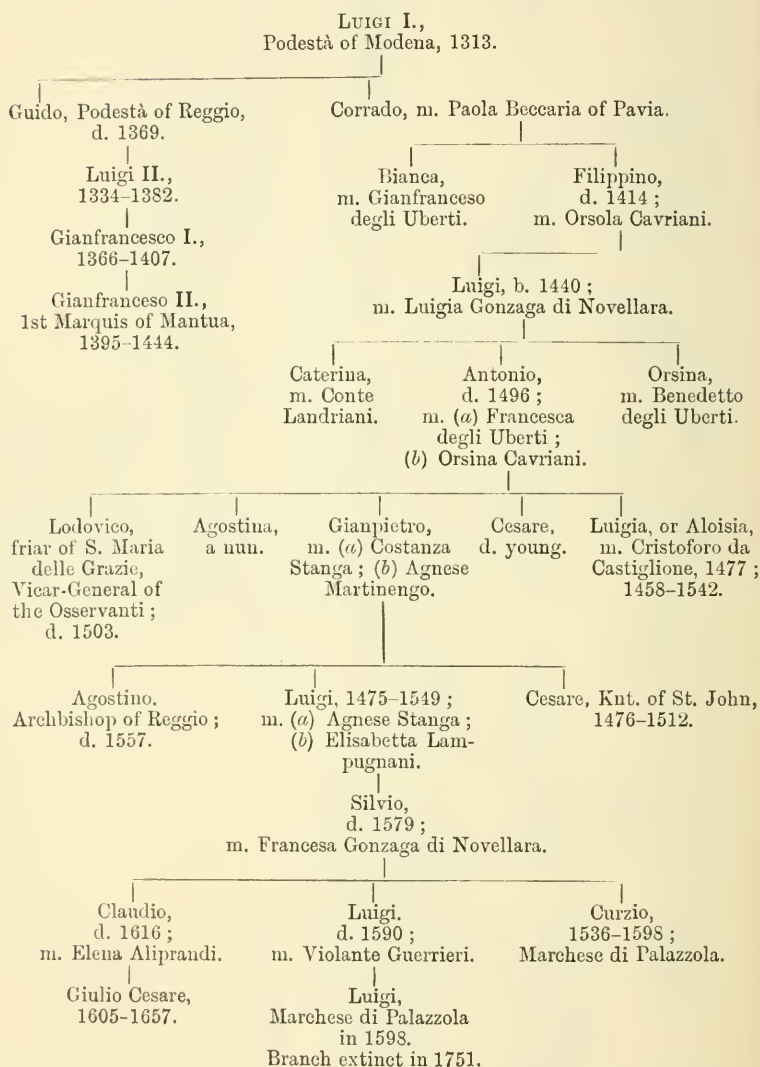 LUIGI I.,
Podestà of Modena, 1313.
Guido, Podestà of Reggio,
d. 1369.
Corrado, m. Paola Beccaria of Pavia.
Luigi II.,
1334–1382.
Bianca,
m. Gianfranceso
degli Uberti.
Filippino,
d. 1414 ;
m. Orsola Cavriani.
Gianfrancesco I.,
1366–1407.
Gianfranceso II.,
1st Marquis of Mantua,
1395–1444.
Luigi, b. 1440 ;
m. Luigia Gonzaga di Novellara.
Caterina,
m. Conte
Landriani.
Antonio,
d. 1496 ;
m. (a) Francesca
degli Uberti ;
(b) Orsina Cavriani.
Orsina,
m. Benedetto
degli Uberti.
Lodovico,
friar of S. Maria
delle Grazie,
Vicar-General of
the Osservanti ;
d. 1503.
Agostina,
a nun.
Gianpietro,
m. (a) Costanza
Stanga ; (b) Agnese
Martinengo.
Cesare,
d. young.
Luigia, or Aloisia,
m. Cristoforo da
Castiglione, 1477 ;
1458–1542.
Agostino.
Archbishop of Reggio ;
d. 1557.
Luigi, 1475–1549 ;
m. (a) Agnese Stanga ;
(b) Elisabetta Lam-
pugnani.
Cesare, Knt. of St. John,
1476–1512.
Silvio,
d. 1579 ;
m. Francesa Gonzaga di Novellara.
Claudio,
d. 1616 ;
m. Elena Aliprandi.
Luigi.
d. 1590 ;
m. Violante Guerrieri.
Curzio,
1536–1598 ;
Marchese di Palazzola.
Giulio Cesare,
1605–1657.
Luigi,
Marchese di Palazzola
in 1598.
Branch extinct in 1751.